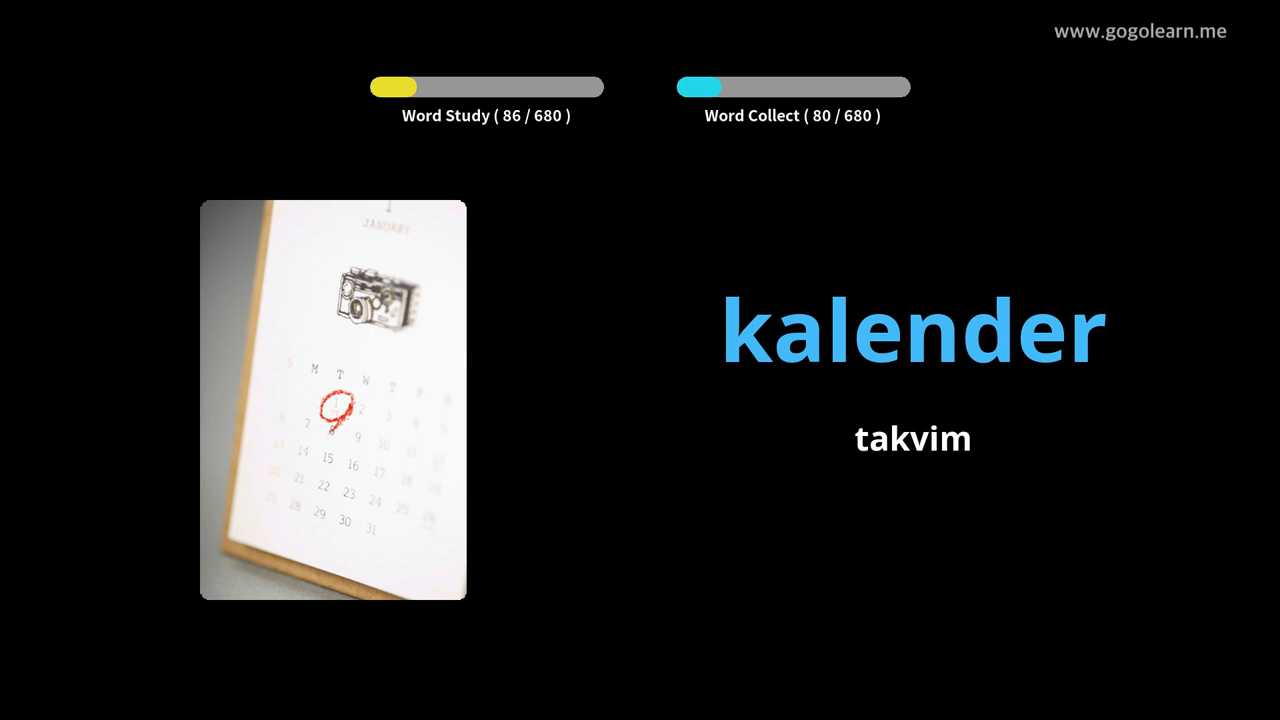 www.gogolearn.me
Word Study ( 86 / 680 )
Word Collect ( 80 / 680 )
JANUARY
S M T W T F S
1 2 3 4 5
6 7 8 9 10 11 12
13 14 15 16 17 18 19
20 21 22 23 24 25 26
27 28 29 30 31
kalender
takvim